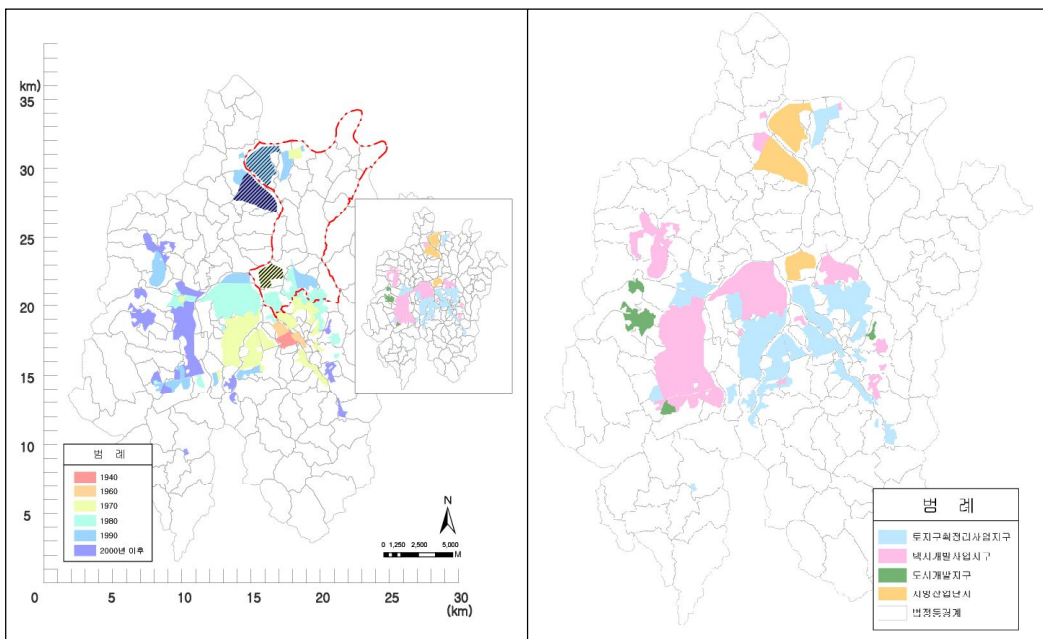 km)
35
30
25
20
15
10
5
0
5
10
15
20
25
30
(km)
범 례
1940
1960
1970
1980
1990
2000년 이후
N
0 1,250 2,500 5,000
M
범 례
토지구획정리사업지구
택지개발사업지구
도시개발지구
지방산업단지
법정동경계